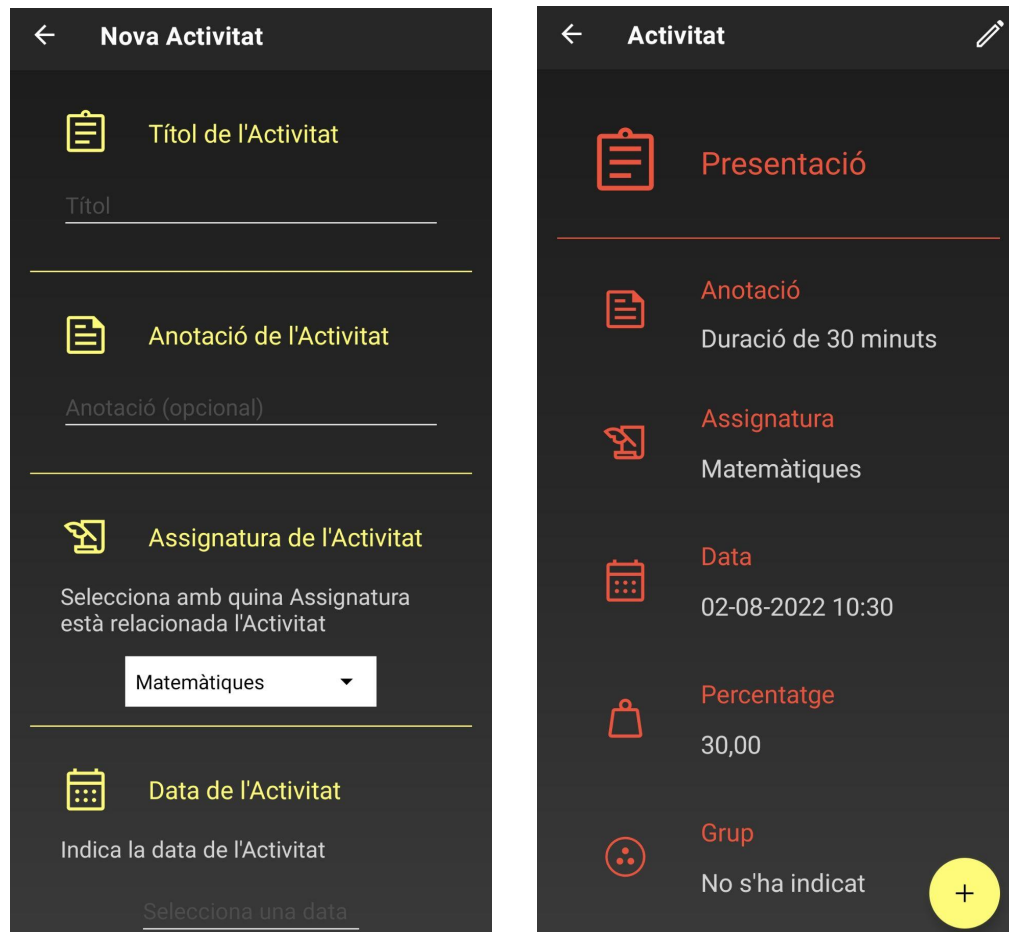 Nova Activitat
Títol de l'Activitat
Títol
Anotació de l'Activitat
Anotació (opcional)
Assignatura de l'Activitat
Selecciona amb quina Assignatura
està relacionada l'Activitat
Matemàtiques
Data de l'Activitat
Indica la data de l'Activitat
Selecciona una data
Activitat
Presentació
Anotació
Duració de 30 minuts
Assignatura
Matemàtiques
Data
02-08-2022 10:30
Percentatge
30,00
Grup
No s'ha indicat